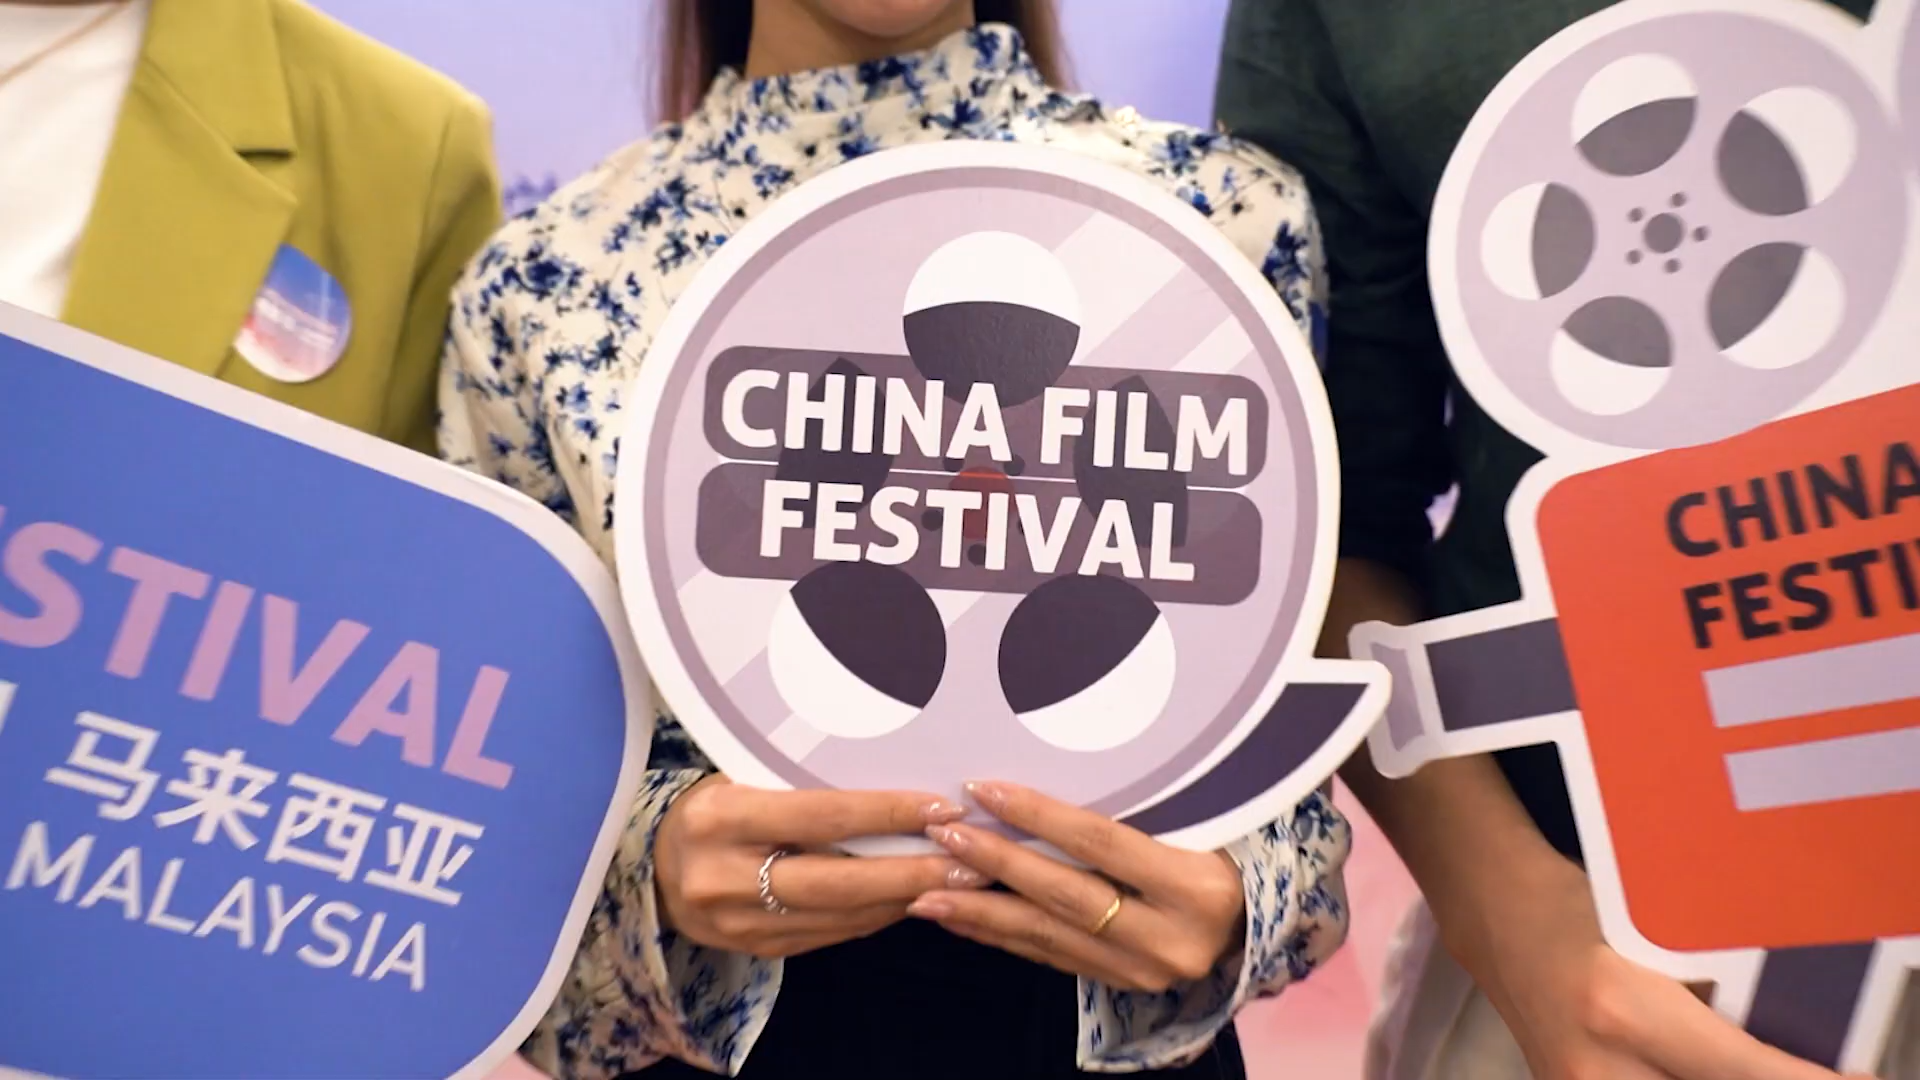 STIVAL
马来西亚
MALAYSIA
CHINA FILM
FESTIVAL
CHINA
FESTI